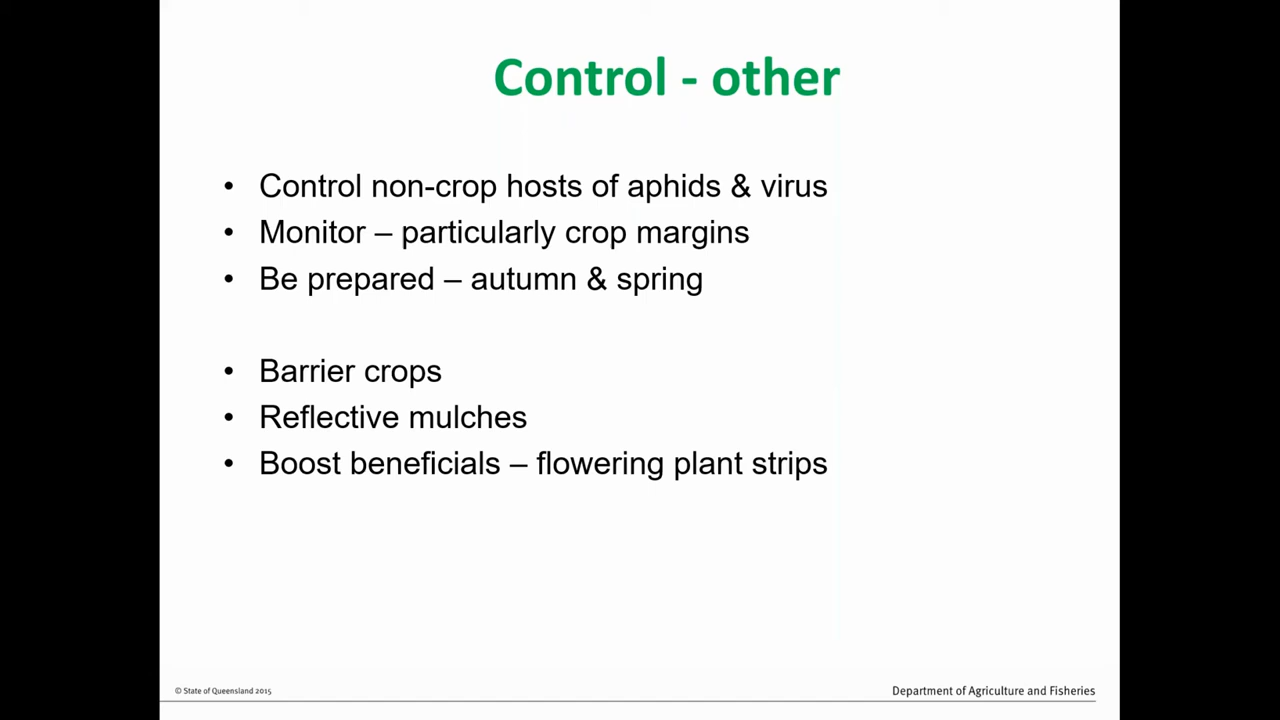 Control - other
• Control non-crop hosts of aphids & virus
• Monitor – particularly crop margins
• Be prepared – autumn & spring
• Barrier crops
• Reflective mulches
• Boost beneficials – flowering plant strips
© State of Queensland 2015
Department of Agriculture and Fisheries